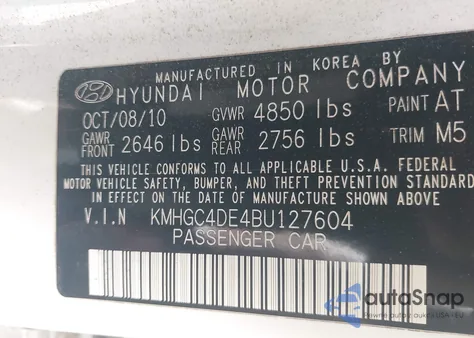 MANUFACTURED IN KOREA BY
HYUNDAI MOTOR COMPANY
OCT/08/10 GVWR 4850 lbs PAINT AT
GAWR FRONT 2646 lbs GAWR REAR 2756 lbs TRIM M5
THIS VEHICLE CONFORMS TO ALL APPLICABLE U.S.A. FEDERAL
MOTOR VEHICLE SAFETY, BUMPER, AND THEFT PREVENTION STANDARDS
IN EFFECT ON THE DATE OF MANUFACTURE SHOWN ABOVE.
V.I.N KMHGC4DE4BU127604
PASSENGER CAR
autoSnap